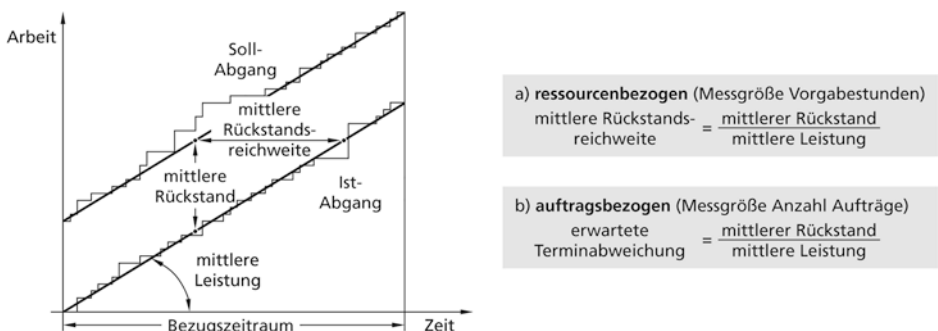 Arbeit
Soll-
Abgang
mittlere
Rückstands-
reichweite
mittlerer
Rückstand
Ist-
Abgang
mittlere
Leistung
Bezugszeitraum
Zeit
a) ressourcenbezogen (Messgröße Vorgabestunden)
mittlere Rückstands-
reichweite = mittlerer Rückstand
mittlere Leistung
b) auftragsbezogen (Messgröße Anzahl Aufträge)
erwartete
Terminabweichung = mittlerer Rückstand
mittlere Leistung